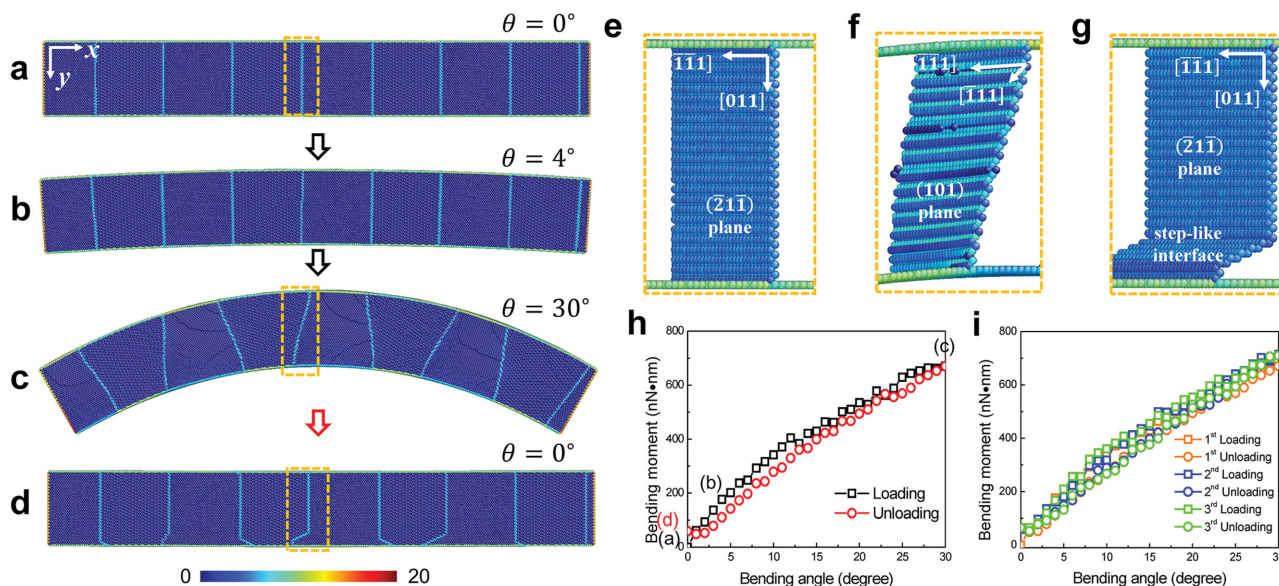 a
x
y
θ = 0°
b
θ = 4°
c
θ = 30°
d
θ = 0°
0
20
e
1̅1̅1]
[011]
(2̅11̅)
plane
f
1̅1̅1]
[1̅11]
(101)
plane
g
[1̅1̅1]
[011]
(2̅11̅)
plane
step-like
interface
h
Bending moment (nN•nm)
800
600
400
200
0
(c)
(b)
(d)
(a)
Loading
Unloading
0
5
10
15
20
25
30
Bending angle (degree)
i
Bending moment (nN•nm)
800
600
400
200
0
1st Loading
1st Unloading
2nd Loading
2nd Unloading
3rd Loading
3rd Unloading
0
5
10
15
20
25
30
Bending angle (degree)